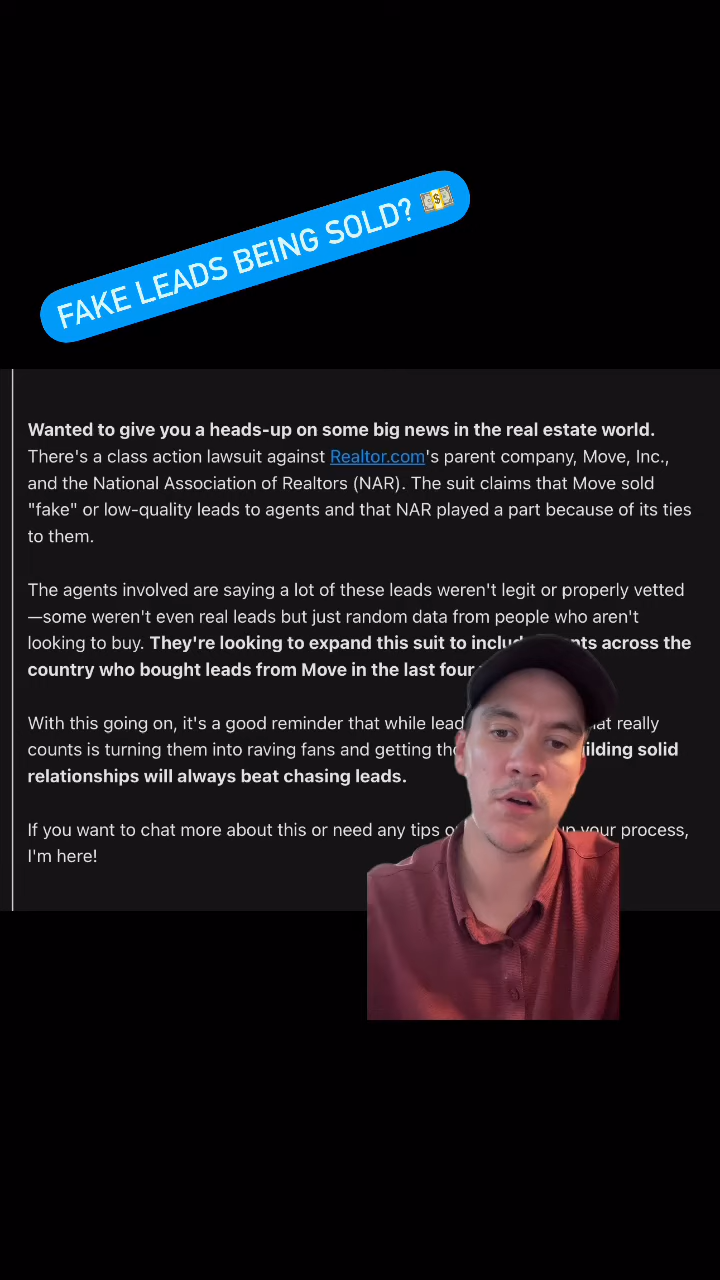 FAKE LEADS BEING SOLD?
Wanted to give you a heads-up on some big news in the real estate world.
There's a class action lawsuit against Realtor.com's parent company, Move, Inc.,
and the National Association of Realtors (NAR). The suit claims that Move sold
"fake" or low-quality leads to agents and that NAR played a part because of its ties
to them.
The agents involved are saying a lot of these leads weren't legit or properly vetted
—some weren't even real leads but just random data from people who aren't
looking to buy. They're looking to expand this suit to across the
country who bought leads from Move in the last four
With this going on, it's a good reminder that while really
counts is turning them into raving fans and getting solid
relationships will always beat chasing leads.
If you want to chat more about this or need any tips your process,
I'm here!